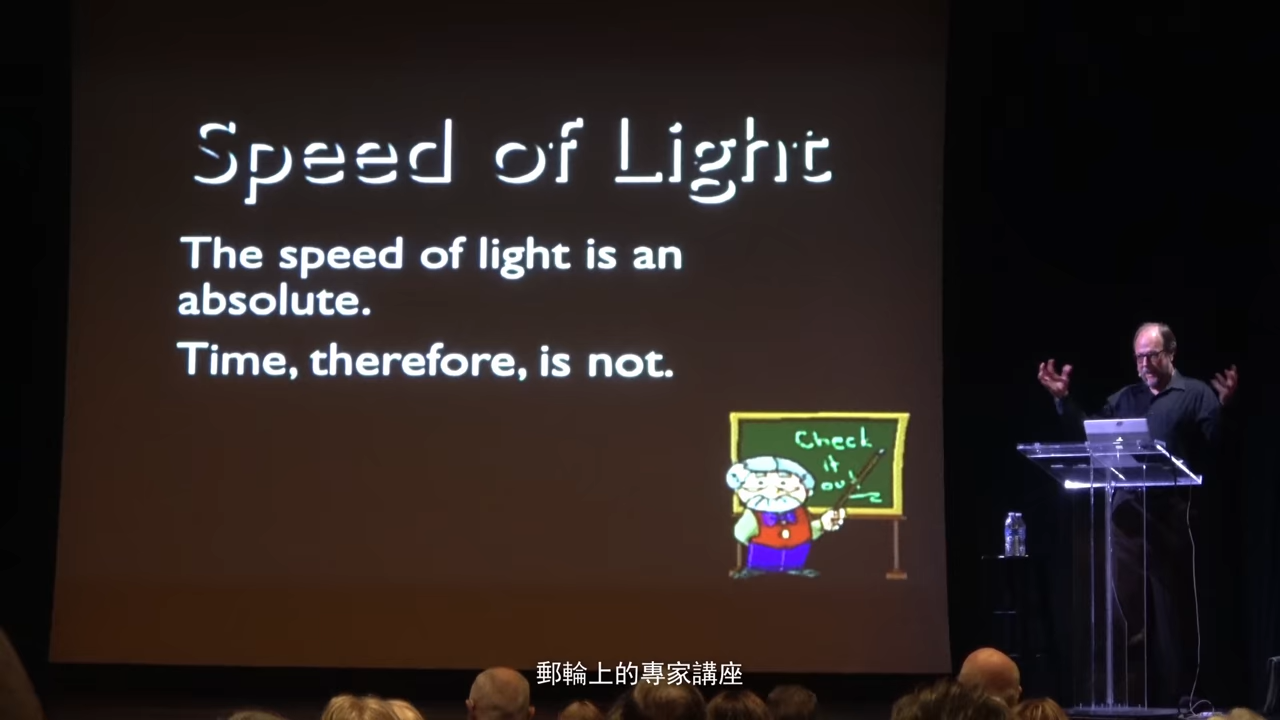 Speed of Light
The speed of light is an
absolute.
Time, therefore, is not.
Check
it
out!
郵輪上的專家講座